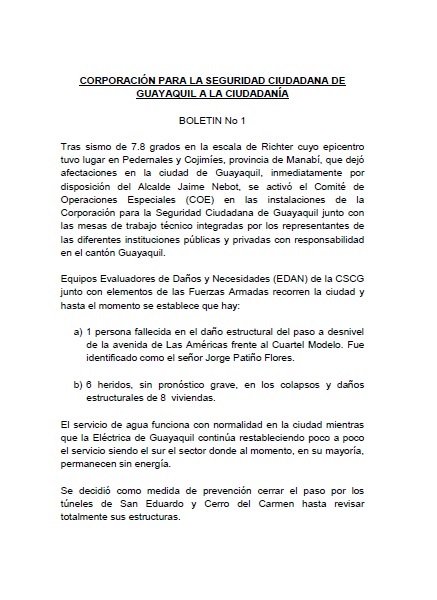 CORPORACIÓN PARA LA SEGURIDAD CIUDADANA DE
GUAYAQUIL A LA CIUDADANÍA
BOLETIN No 1
Tras sismo de 7.8 grados en la escala de Richter cuyo epicentro
tuvo lugar en Pedernales y Cojimíes, provincia de Manabí, que dejó
afectaciones en la ciudad de Guayaquil, inmediatamente por
disposición del Alcalde Jaime Nebot, se activó el Comité de
Operaciones Especiales (COE) en las instalaciones de la
Corporación para la Seguridad Ciudadana de Guayaquil junto con
las mesas de trabajo técnico integradas por los representantes de
las diferentes instituciones públicas y privadas con responsabilidad
en el cantón Guayaquil.
Equipos Evaluadores de Daños y Necesidades (EDAN) de la CSCG
junto con elementos de las Fuerzas Armadas recorren la ciudad y
hasta el momento se establece que hay:
a) 1 persona fallecida en el daño estructural del paso a desnivel
de la avenida de Las Américas frente al Cuartel Modelo. Fue
identificado como el señor Jorge Patiño Flores.
b) 6 heridos, sin pronóstico grave, en los colapsos y daños
estructurales de 8 viviendas.
El servicio de agua funciona con normalidad en la ciudad mientras
que la Eléctrica de Guayaquil continúa restableciendo poco a poco
el servicio siendo el sur el sector donde al momento, en su mayoría,
permanecen sin energía.
Se decidió como medida de prevención cerrar el paso por los
túneles de San Eduardo y Cerro del Carmen hasta revisar
totalmente sus estructuras.